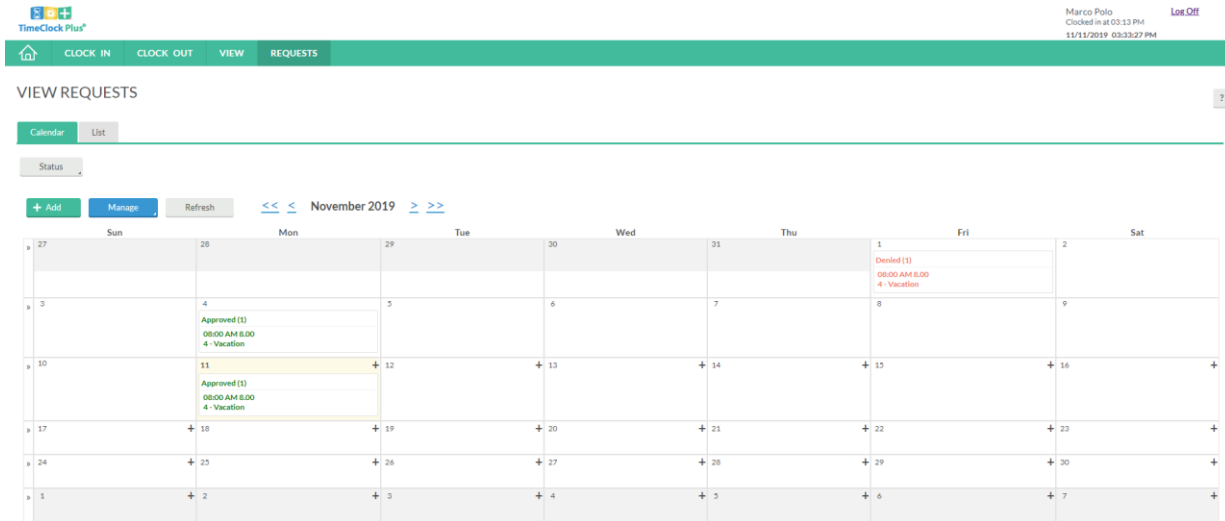 TimeClock Plus®
Marco Polo Log Off
Clocked in at 03:13 PM
11/11/2019 03:33:27 PM
CLOCK IN CLOCK OUT VIEW REQUESTS
VIEW REQUESTS
?
Calendar List
Status
+ Add Manage Refresh << < November 2019 > >>
Sun Mon Tue Wed Thu Fri Sat
» 27 28 29 30 31 1 2
Denied (1)
08:00 AM 8.00
4 - Vacation
» 3 4 5 6 7 8 9
Approved (1)
08:00 AM 8.00
4 - Vacation
» 10 11 + 12 + 13 + 14 + 15 + 16 +
Approved (1)
08:00 AM 8.00
4 - Vacation
» 17 + 18 + 19 + 20 + 21 + 22 + 23 +
» 24 + 25 + 26 + 27 + 28 + 29 + 30 +
» 1 + 2 + 3 + 4 + 5 + 6 + 7 +